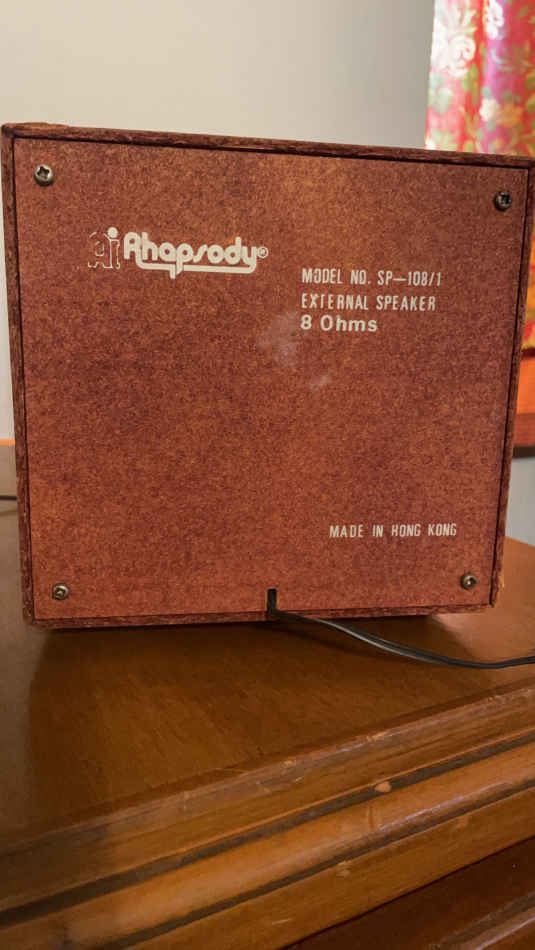 Rhapsody®
MODEL NO. SP-108/1
EXTERNAL SPEAKER
8 Ohms
MADE IN HONG KONG